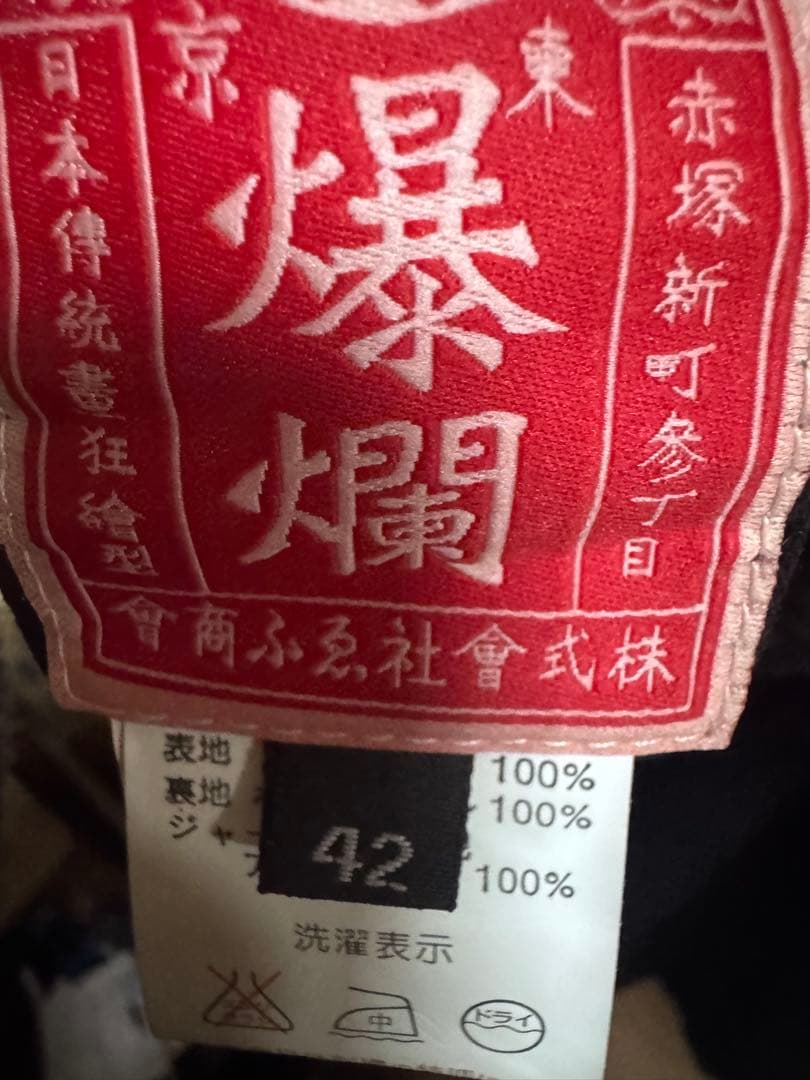 東京
爆爛
赤塚新町参丁目
日本傳統畫狂繪型
株式會社ゑふ商會
42
表地 100%
裏地 100%
ジャ
100%
洗濯表示
中
ドライ